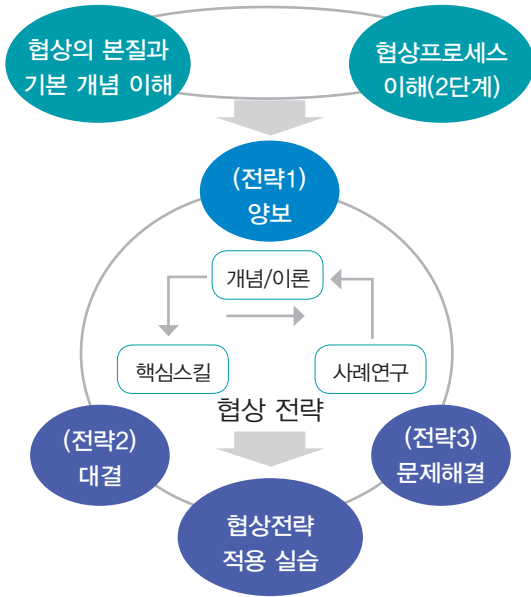 협상의 본질과
기본 개념 이해
협상프로세스
이해(2단계)
(전략1)
양보
개념/이론
핵심스킬
사례연구
협상 전략
(전략2)
대결
(전략3)
문제해결
협상전략
적용 실습